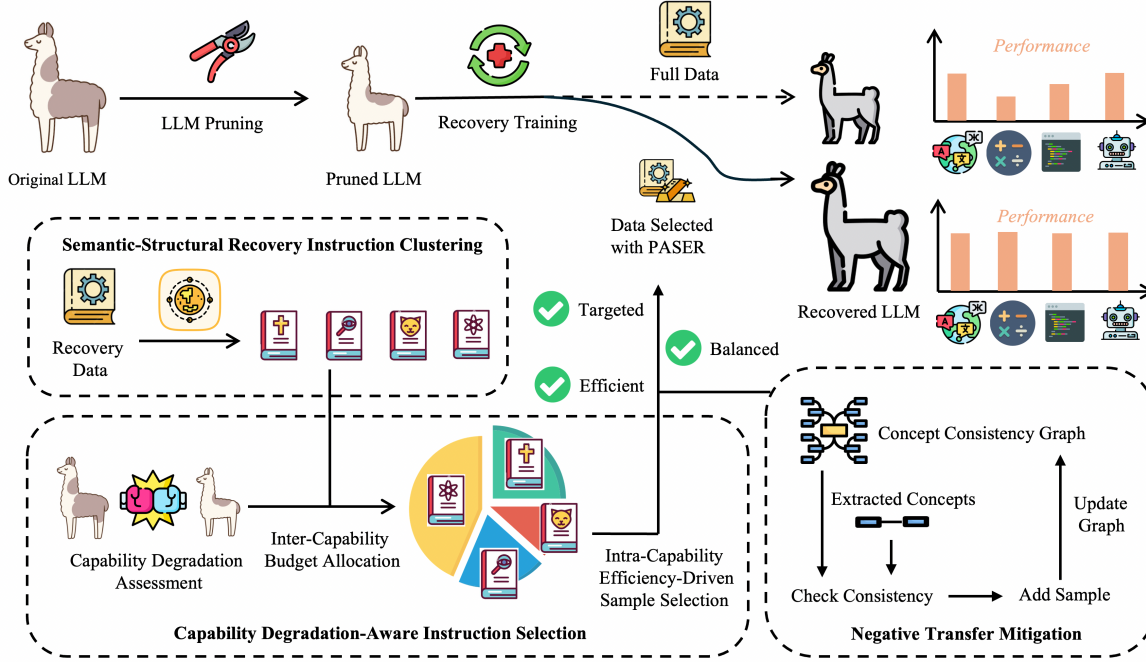 Performance
Full Data
LLM Pruning
Recovery Training
Original LLM
Pruned LLM
Data Selected
with PASER
Performance
Recovered LLM
Semantic-Structural Recovery Instruction Clustering
Recovery
Data
Targeted
Balanced
Efficient
Concept Consistency Graph
Extracted Concepts
Update
Graph
Check Consistency
Add Sample
Negative Transfer Mitigation
Capability Degradation
Assessment
Inter-Capability
Budget Allocation
Intra-Capability
Efficiency-Driven
Sample Selection
Capability Degradation-Aware Instruction Selection